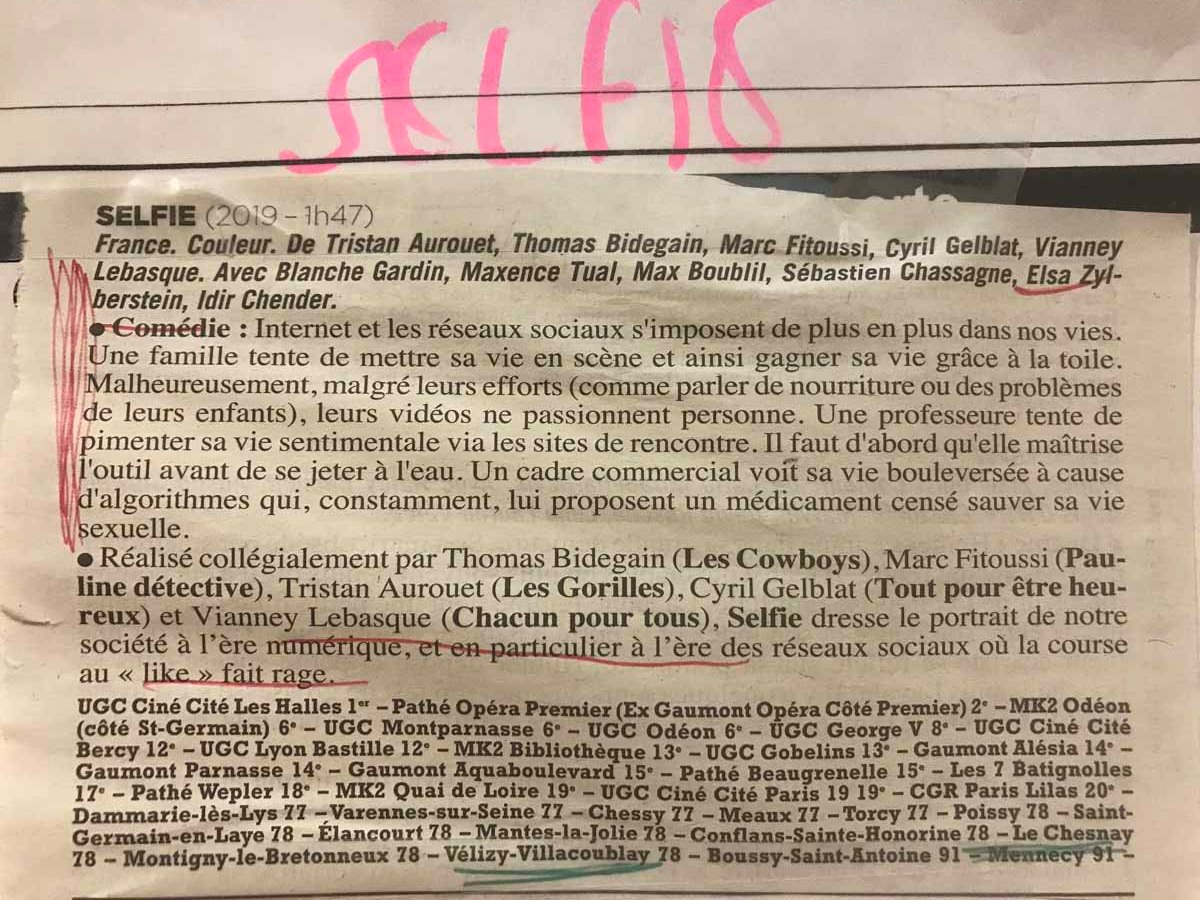 SELFIE
SELFIE (2019 – 1h47)
France. Couleur. De Tristan Aurouet, Thomas Bidegain, Marc Fitoussi, Cyril Gelblat, Vianney
Lebasque. Avec Blanche Gardin, Maxence Tual, Max Boublil, Sébastien Chassagne, Elsa Zyl-
berstein, Idir Chender.
● Comédie : Internet et les réseaux sociaux s'imposent de plus en plus dans nos vies.
Une famille tente de mettre sa vie en scène et ainsi gagner sa vie grâce à la toile.
Malheureusement, malgré leurs efforts (comme parler de nourriture ou des problèmes
de leurs enfants), leurs vidéos ne passionnent personne. Une professeure tente de
pimenter sa vie sentimentale via les sites de rencontre. Il faut d'abord qu'elle maîtrise
l'outil avant de se jeter à l'eau. Un cadre commercial voit sa vie bouleversée à cause
d'algorithmes qui, constamment, lui proposent un médicament censé sauver sa vie
sexuelle.
● Réalisé collégialement par Thomas Bidegain (Les Cowboys), Marc Fitoussi (Pau-
line détective), Tristan Aurouet (Les Gorilles), Cyril Gelblat (Tout pour être heu-
reux) et Vianney Lebasque (Chacun pour tous), Selfie dresse le portrait de notre
société à l'ère numérique, et en particulier à l'ère des réseaux sociaux où la course
au « like » fait rage.
UGC Ciné Cité Les Halles 1er – Pathé Opéra Premier (Ex Gaumont Opéra Côté Premier) 2e – MK2 Odéon
(côté St-Germain) 6e – UGC Montparnasse 6e – UGC Odéon 6e – UGC George V 8e – UGC Ciné Cité
Bercy 12e – UGC Lyon Bastille 12e – MK2 Bibliothèque 13e – UGC Gobelins 13e – Gaumont Alésia 14e –
Gaumont Parnasse 14e – Gaumont Aquaboulevard 15e – Pathé Beaugrenelle 15e – Les 7 Batignolles
17e – Pathé Wepler 18e – MK2 Quai de Loire 19e – UGC Ciné Cité Paris 19 19e – CGR Paris Lilas 20e –
Dammarie-lès-Lys 77 – Varennes-sur-Seine 77 – Chessy 77 – Meaux 77 – Torcy 77 – Poissy 78 – Saint-
Germain-en-Laye 78 – Élancourt 78 – Mantes-la-Jolie 78 – Conflans-Sainte-Honorine 78 – Le Chesnay
78 – Montigny-le-Bretonneux 78 – Vélizy-Villacoublay 78 – Boussy-Saint-Antoine 91 – Mennecy 91 –